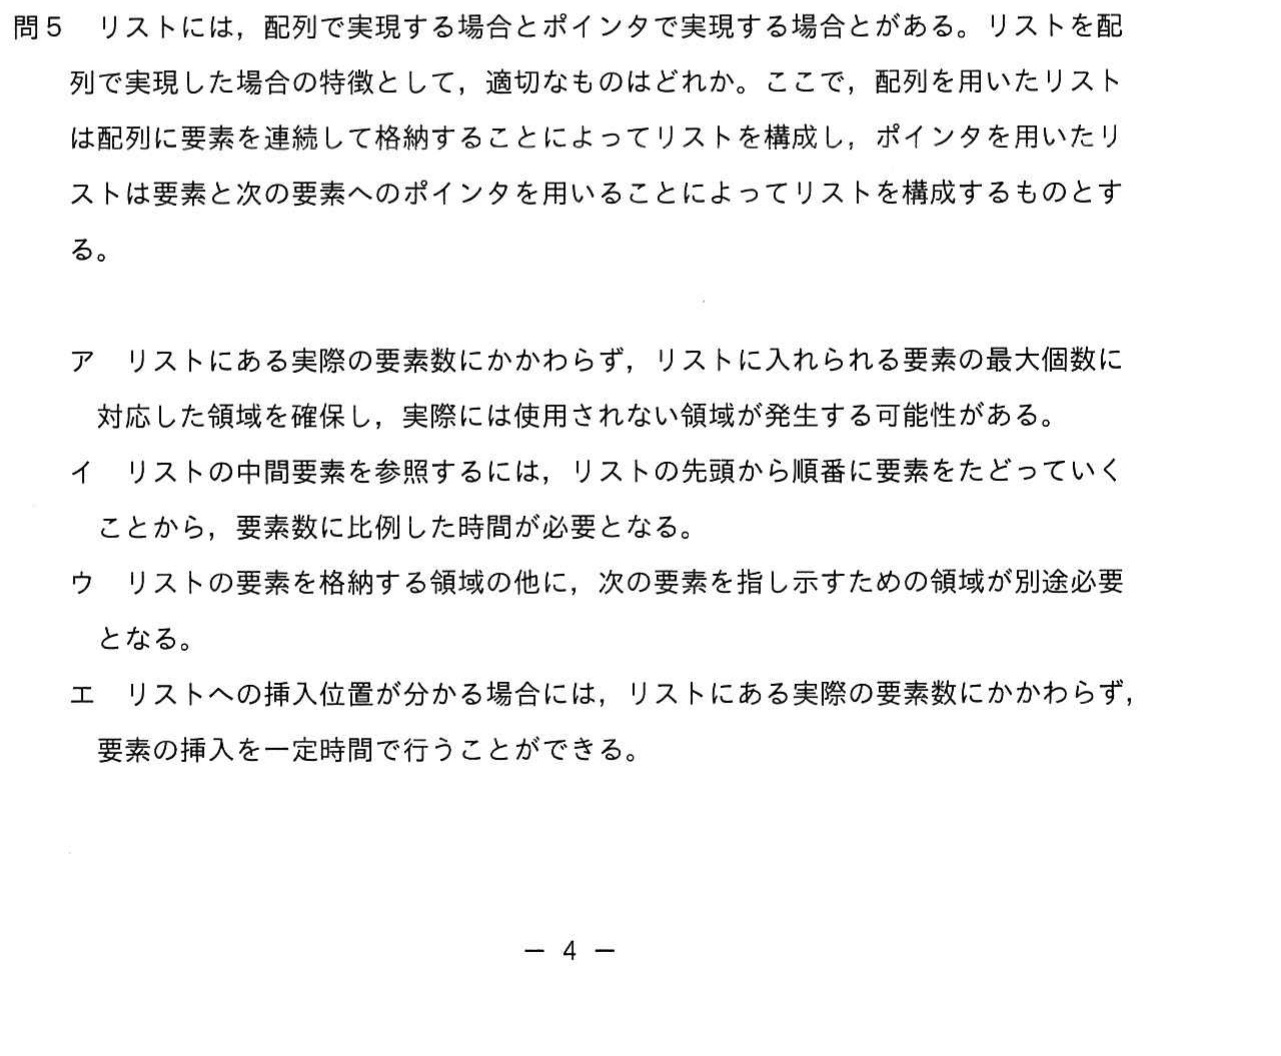 問5　リストには，配列で実現する場合とポインタで実現する場合とがある。リストを配
列で実現した場合の特徴として，適切なものはどれか。ここで，配列を用いたリスト
は配列に要素を連続して格納することによってリストを構成し，ポインタを用いたリ
ストは要素と次の要素へのポインタを用いることによってリストを構成するものとす
る。
ア　リストにある実際の要素数にかかわらず，リストに入れられる要素の最大個数に
対応した領域を確保し，実際には使用されない領域が発生する可能性がある。
イ　リストの中間要素を参照するには，リストの先頭から順番に要素をたどっていく
ことから，要素数に比例した時間が必要となる。
ウ　リストの要素を格納する領域の他に，次の要素を指し示すための領域が別途必要
となる。
エ　リストへの挿入位置が分かる場合には，リストにある実際の要素数にかかわらず，
要素の挿入を一定時間で行うことができる。
－ 4 －